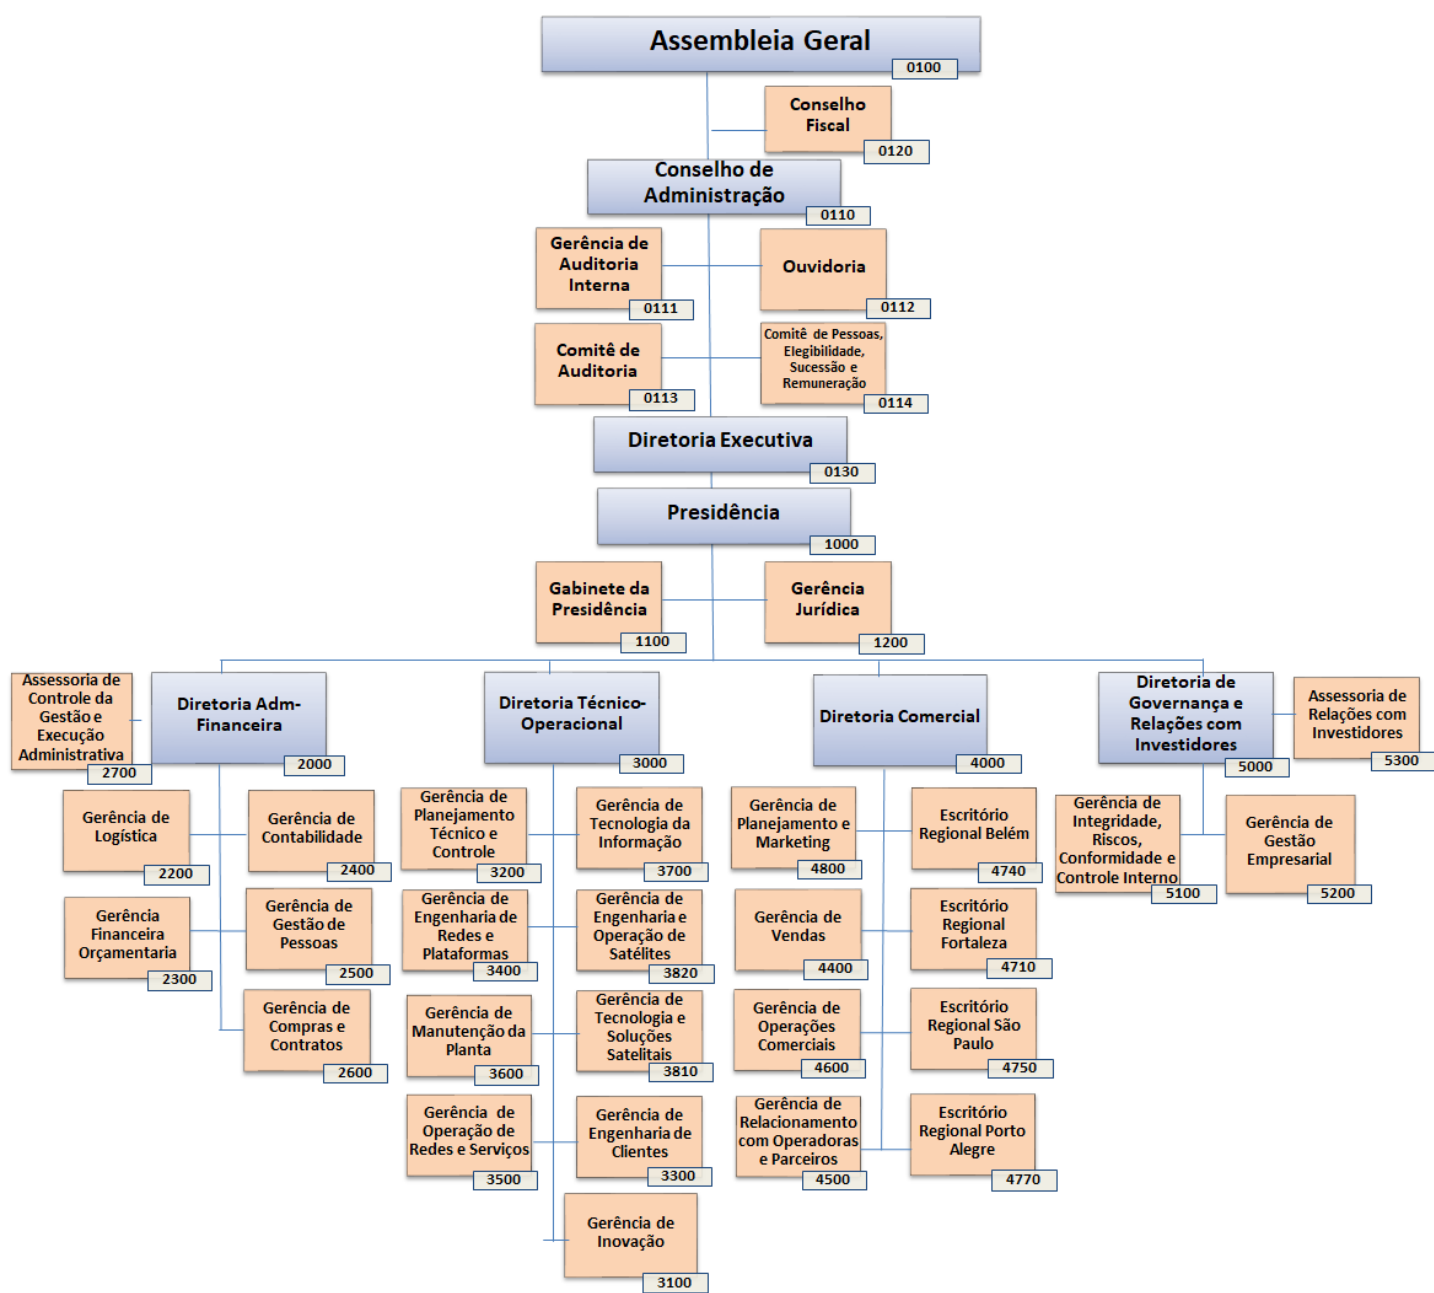 Assembleia Geral
0100
Conselho
Fiscal
0120
Conselho de
Administração
0110
Gerência de
Auditoria
Interna
0111
Ouvidoria
0112
Comitê de
Auditoria
0113
Comitê de Pessoas,
Elegibilidade,
Sucessão e
Remuneração
0114
Diretoria Executiva
0130
Presidência
1000
Gabinete da
Presidência
1100
Gerência
Jurídica
1200
Assessoria de
Controle da
Gestão e
Execução
Administrativa
2700
Diretoria Adm-
Financeira
2000
Diretoria Técnico-
Operacional
3000
Diretoria Comercial
4000
Diretoria de
Governança e
Relações com
Investidores
5000
Assessoria de
Relações com
Investidores
5300
Gerência de
Logística
2200
Gerência de
Contabilidade
2400
Gerência
Financeira
Orçamentaria
2300
Gerência de
Gestão de
Pessoas
2500
Gerência de
Compras e
Contratos
2600
Gerência de
Planejamento
Técnico e
Controle
3200
Gerência de
Tecnologia da
Informação
3700
Gerência de
Engenharia de
Redes e
Plataformas
3400
Gerência de
Engenharia e
Operação de
Satélites
3820
Gerência de
Manutenção da
Planta
3600
Gerência de
Tecnologia e
Soluções
Satelitais
3810
Gerência de
Operação de
Redes e Serviços
3500
Gerência de
Engenharia de
Clientes
3300
Gerência de
Inovação
3100
Gerência de
Planejamento e
Marketing
4800
Escritório
Regional Belém
4740
Gerência de
Vendas
4400
Escritório
Regional
Fortaleza
4710
Gerência de
Operações
Comerciais
4600
Escritório
Regional São
Paulo
4750
Gerência de
Relacionamento
com Operadoras
e Parceiros
4500
Escritório
Regional Porto
Alegre
4770
Gerência de
Integridade,
Riscos,
Conformidade e
Controle Interno
5100
Gerência de
Gestão
Empresarial
5200